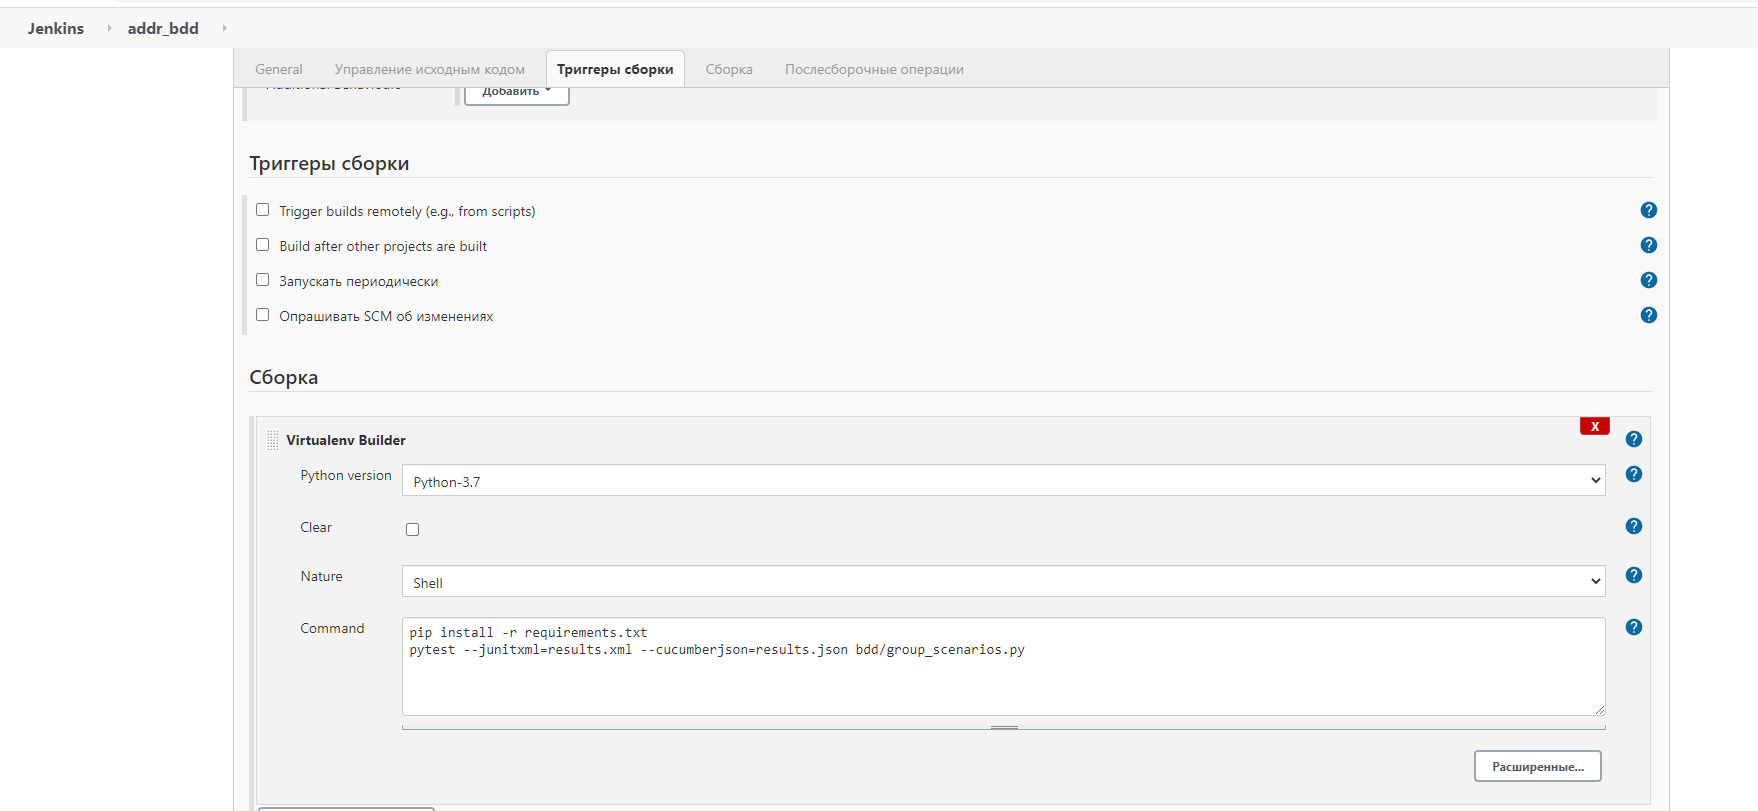 Jenkins addr_bdd
General Управление исходным кодом Триггеры сборки Сборка Послесборочные операции
Добавить
Триггеры сборки
Trigger builds remotely (e.g., from scripts)
Build after other projects are built
Запускать периодически
Опрашивать SCM об изменениях
Сборка
X
Virtualenv Builder
Python version Python-3.7
Clear
Nature Shell
Command
pip install -r requirements.txt
pytest --junitxml=results.xml --cucumberjson=results.json bdd/group_scenarios.py
Расширенные...